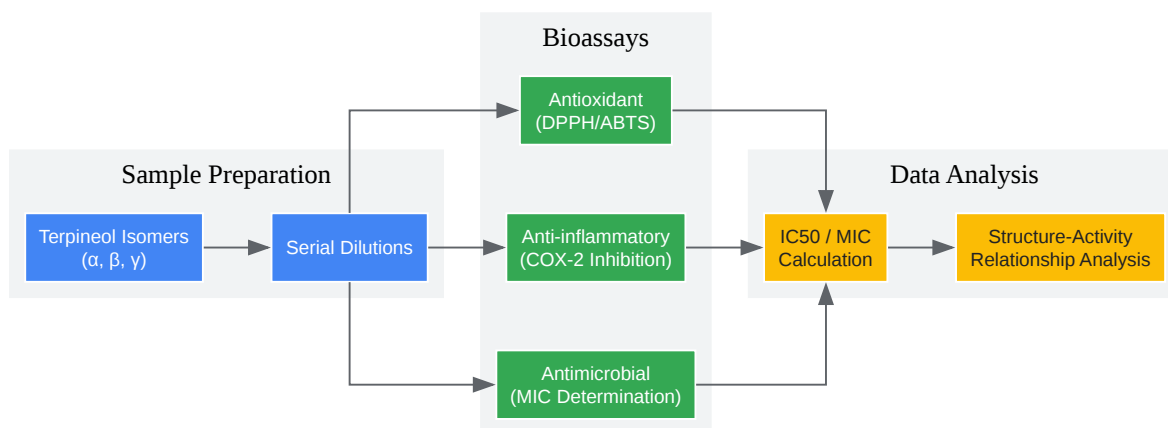 Bioassays
Antioxidant
(DPPH/ABTS)
Sample Preparation
Data Analysis
Terpineol Isomers
(α, β, γ)
Serial Dilutions
Anti-inflammatory
(COX-2 Inhibition)
IC50 / MIC
Calculation
Structure-Activity
Relationship Analysis
Antimicrobial
(MIC Determination)